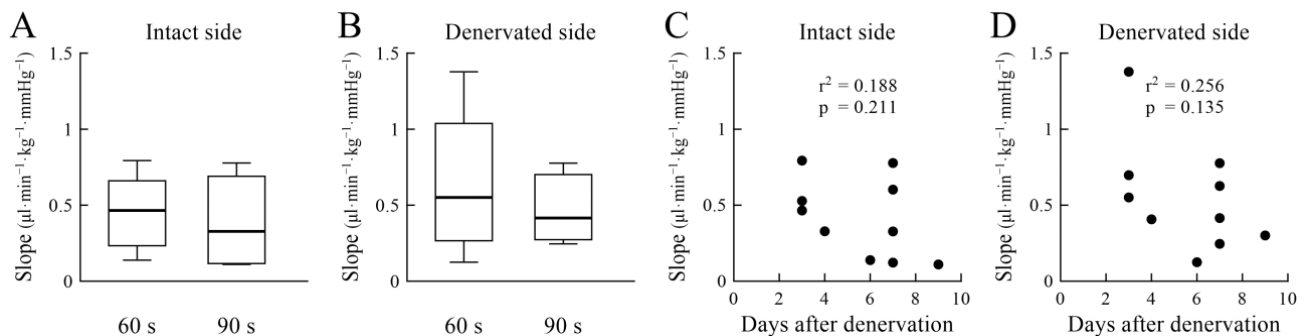 A
Intact side
Slope (µl·min⁻¹·kg⁻¹·mmHg⁻¹)
1.5
1
0.5
0
60 s
90 s
B
Denervated side
Slope (µl·min⁻¹·kg⁻¹·mmHg⁻¹)
1.5
1
0.5
0
60 s
90 s
C
Intact side
r² = 0.188
p = 0.211
Slope (µl·min⁻¹·kg⁻¹·mmHg⁻¹)
1.5
1
0.5
0
0 2 4 6 8 10
Days after denervation
D
Denervated side
r² = 0.256
p = 0.135
Slope (µl·min⁻¹·kg⁻¹·mmHg⁻¹)
1.5
1
0.5
0
0 2 4 6 8 10
Days after denervation